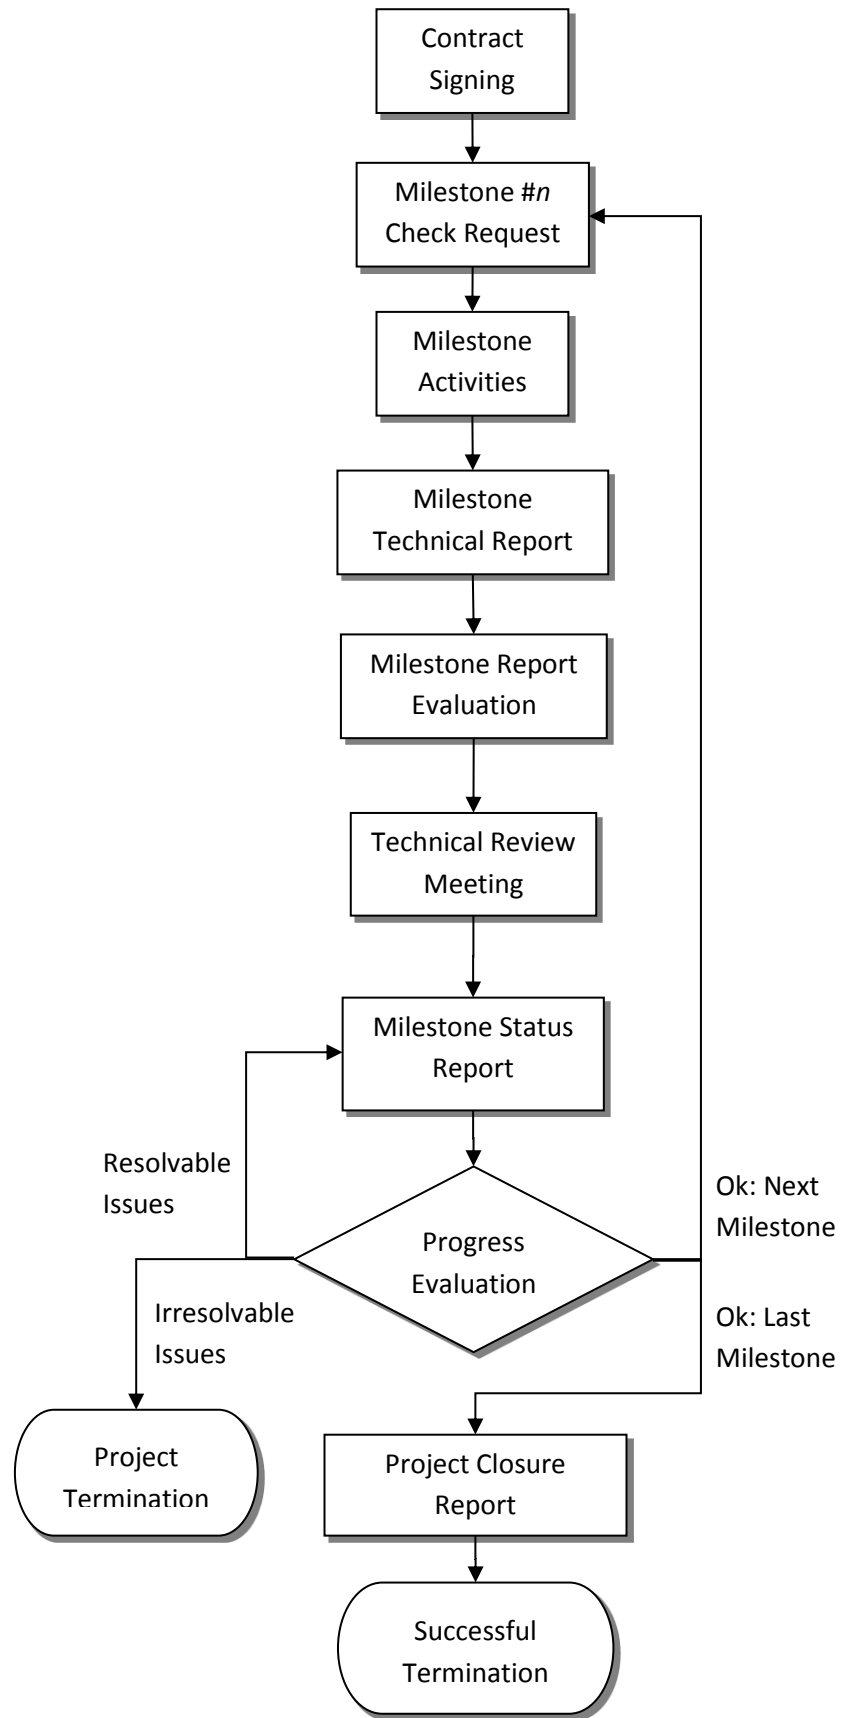 Contract
Signing
Milestone #n
Check Request
Milestone
Activities
Milestone
Technical Report
Milestone Report
Evaluation
Technical Review
Meeting
Milestone Status
Report
Resolvable
Issues
Ok: Next
Milestone
Progress
Evaluation
Irresolvable
Issues
Ok: Last
Milestone
Project
Termination
Project Closure
Report
Successful
Termination